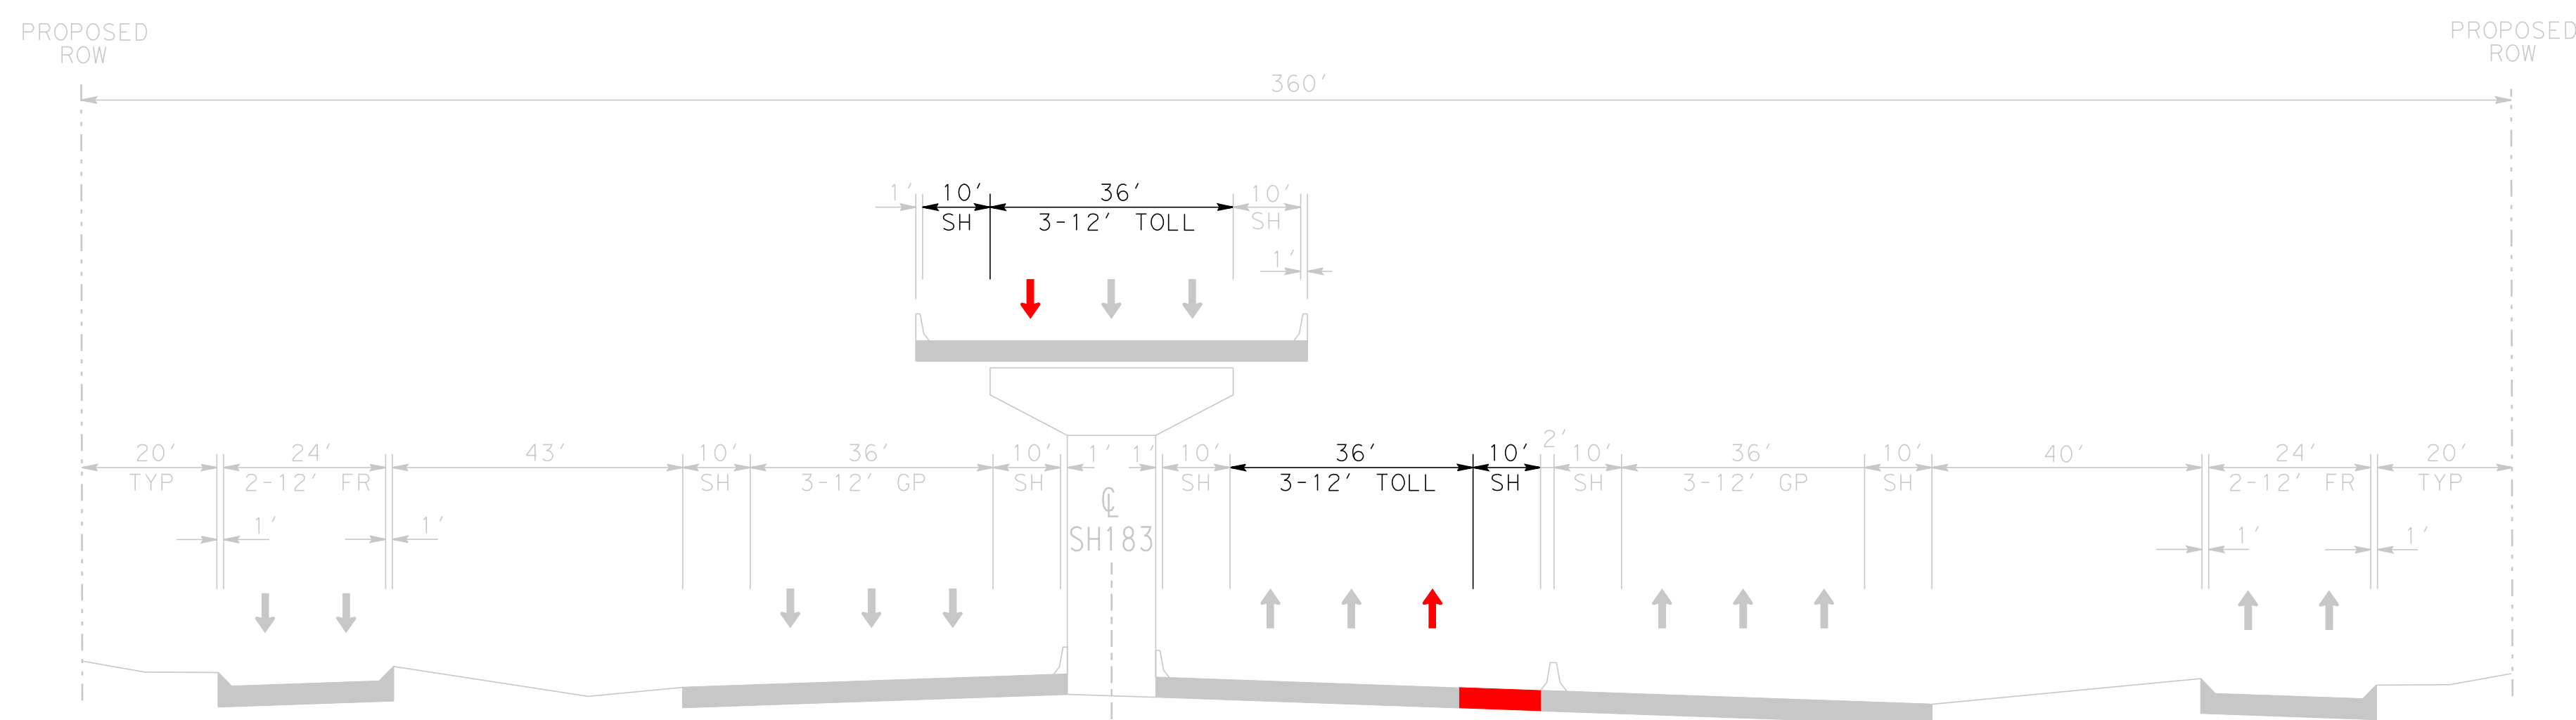 PROPOSED
ROW
PROPOSED
ROW
360'
1' 10' 36' 10'
SH 3-12' TOLL SH
1'
20' 24' 43' 10' 36' 10' 1' 1' 10' 36' 10' 2' 10' 36' 10' 40' 24' 20'
TYP 2-12' FR SH 3-12' GP SH SH 3-12' TOLL SH SH 3-12' GP SH 2-12' FR TYP
1' 1' ℄ 1' 1'
SH183